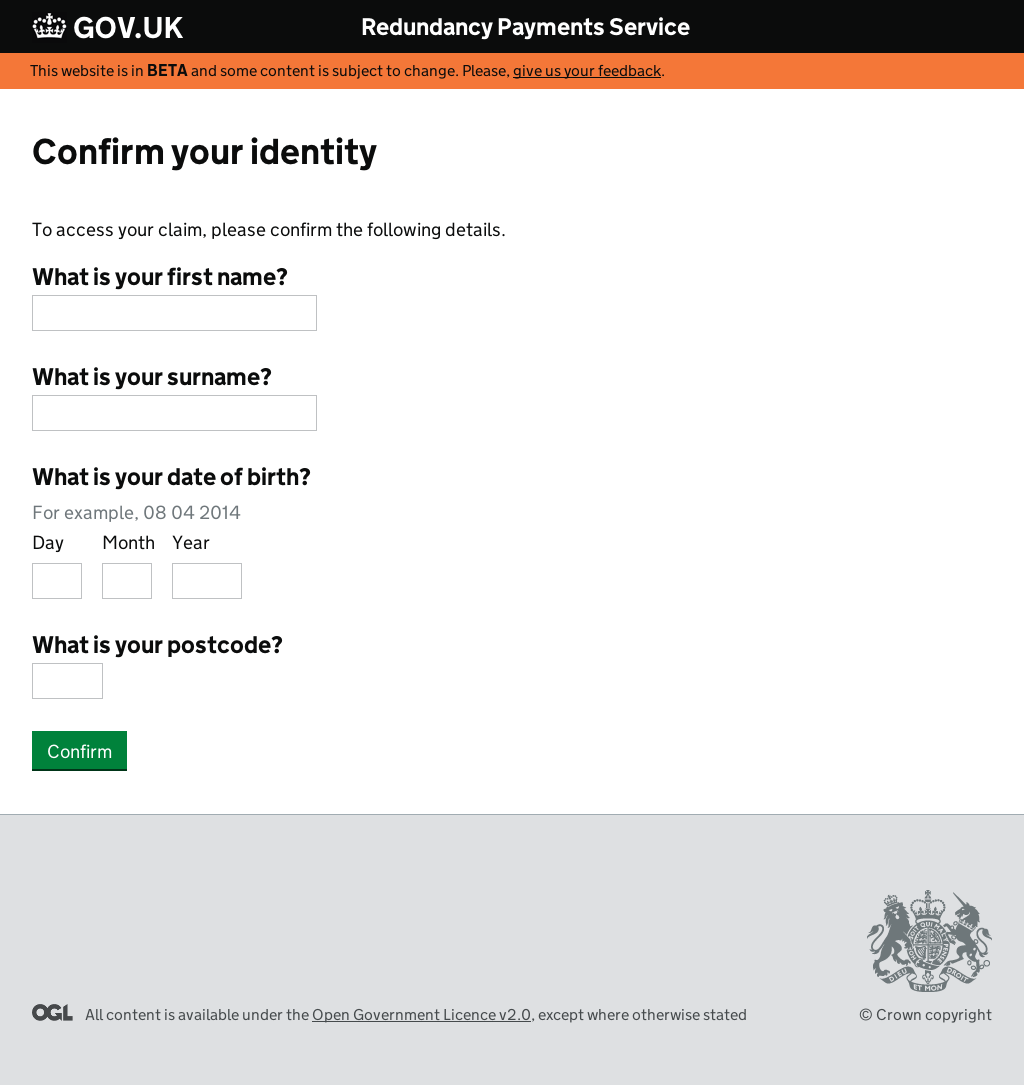 GOV.UK
Redundancy Payments Service
This website is in BETA and some content is subject to change. Please, give us your feedback.
Confirm your identity
To access your claim, please confirm the following details.
What is your first name?
What is your surname?
What is your date of birth?
For example, 08 04 2014
Day Month Year
What is your postcode?
Confirm
DIEU ET MON DROIT
OGL All content is available under the Open Government Licence v2.0, except where otherwise stated
© Crown copyright